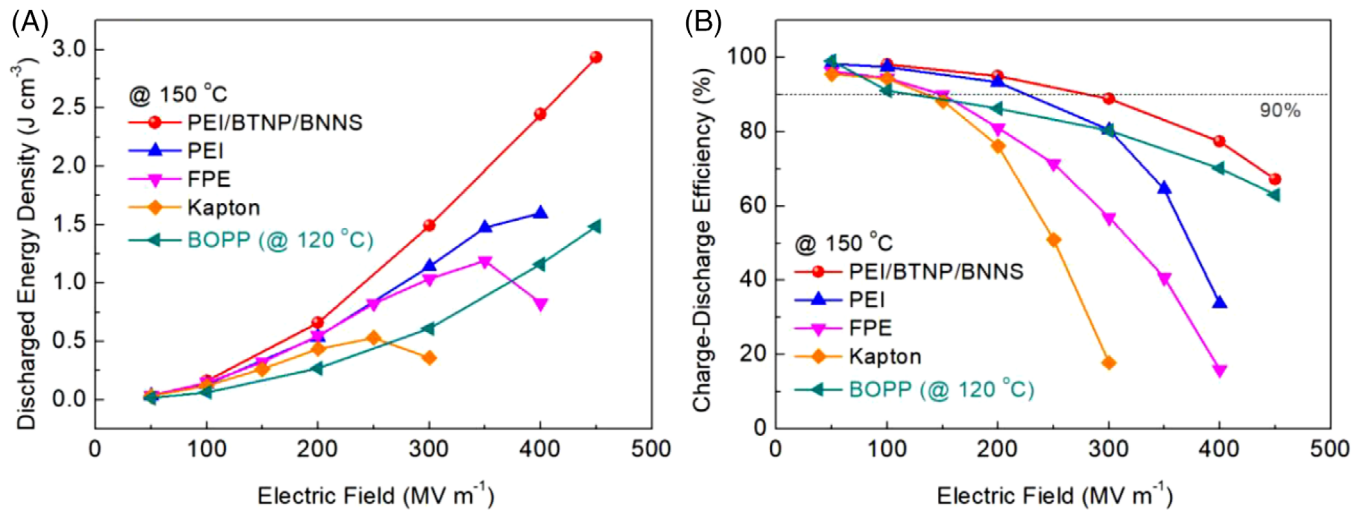 (A)
Discharged Energy Density (J cm⁻³)
3.0
2.5
2.0
1.5
1.0
0.5
0.0
@ 150 °C
PEI/BTNP/BNNS
PEI
FPE
Kapton
BOPP (@ 120 °C)
0 100 200 300 400 500
Electric Field (MV m⁻¹)
(B)
Charge-Discharge Efficiency (%)
100
80
60
40
20
0
90%
@ 150 °C
PEI/BTNP/BNNS
PEI
FPE
Kapton
BOPP (@ 120 °C)
0 100 200 300 400 500
Electric Field (MV m⁻¹)